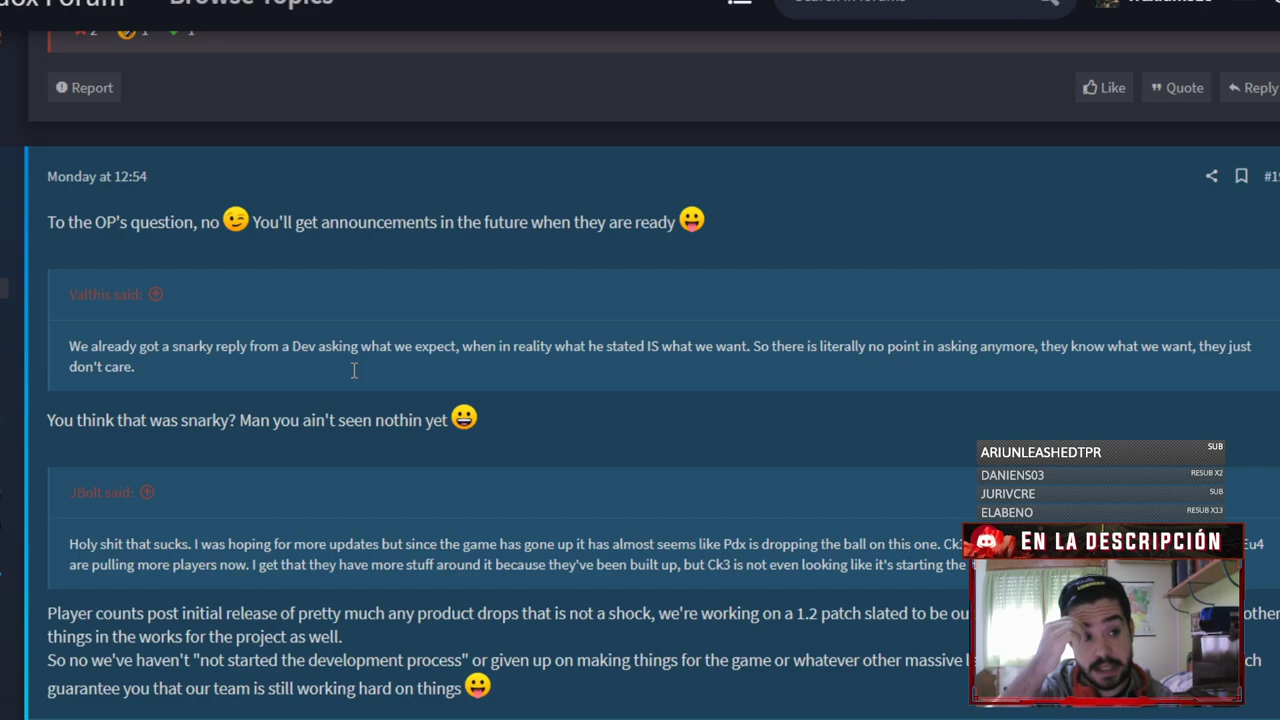 Forum
Browse Topics
Search in forums
2 1 1
Report
Like
Quote
Reply
Monday at 12:54
To the OP's question, no 😉 You'll get announcements in the future when they are ready 😛
Valthis said:
We already got a snarky reply from a Dev asking what we expect, when in reality what he stated IS what we want. So there is literally no point in asking anymore, they know what we want, they just
don't care.
You think that was snarky? Man you ain't seen nothin yet 😀
JBolt said:
Holy shit that sucks. I was hoping for more updates but since the game has gone up it has almost seems like Pdx is dropping the ball on this one.
are pulling more players now. I get that they have more stuff around it because they've been built up, but Ck3 is not even looking like it's starting the
Player counts post initial release of pretty much any product drops that is not a shock, we're working on a 1.2 patch slated to be
things in the works for the project as well.
So no we've haven't "not started the development process" or given up on making things for the game or whatever other massive
guarantee you that our team is still working hard on things 😛
ARIUNLEASHEDTPR SUB
DANIENS03 RESUB X2
JURIVCRE SUB
ELABENO RESUB X13
EN LA DESCRIPCIÓN